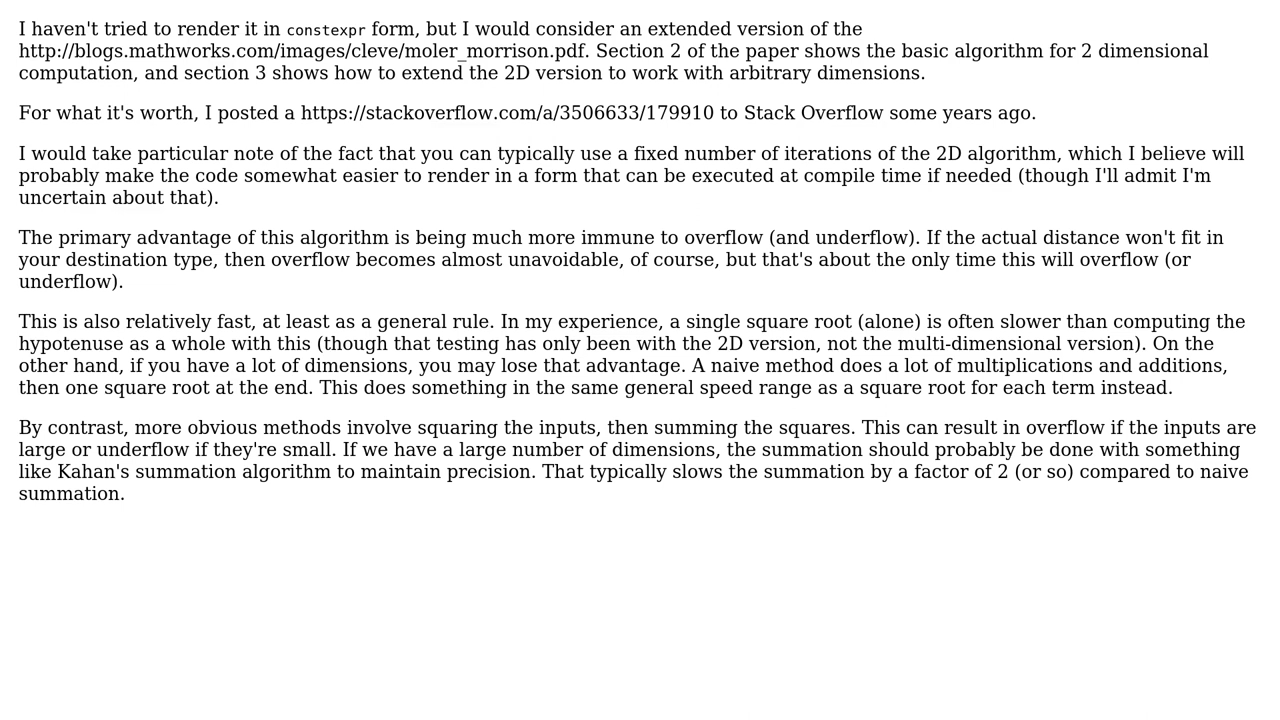 I haven't tried to render it in constexpr form, but I would consider an extended version of the
http://blogs.mathworks.com/images/cleve/moler_morrison.pdf. Section 2 of the paper shows the basic algorithm for 2 dimensional
computation, and section 3 shows how to extend the 2D version to work with arbitrary dimensions.
For what it's worth, I posted a https://stackoverflow.com/a/3506633/179910 to Stack Overflow some years ago.
I would take particular note of the fact that you can typically use a fixed number of iterations of the 2D algorithm, which I believe will
probably make the code somewhat easier to render in a form that can be executed at compile time if needed (though I'll admit I'm
uncertain about that).
The primary advantage of this algorithm is being much more immune to overflow (and underflow). If the actual distance won't fit in
your destination type, then overflow becomes almost unavoidable, of course, but that's about the only time this will overflow (or
underflow).
This is also relatively fast, at least as a general rule. In my experience, a single square root (alone) is often slower than computing the
hypotenuse as a whole with this (though that testing has only been with the 2D version, not the multi-dimensional version). On the
other hand, if you have a lot of dimensions, you may lose that advantage. A naive method does a lot of multiplications and additions,
then one square root at the end. This does something in the same general speed range as a square root for each term instead.
By contrast, more obvious methods involve squaring the inputs, then summing the squares. This can result in overflow if the inputs are
large or underflow if they're small. If we have a large number of dimensions, the summation should probably be done with something
like Kahan's summation algorithm to maintain precision. That typically slows the summation by a factor of 2 (or so) compared to naive
summation.